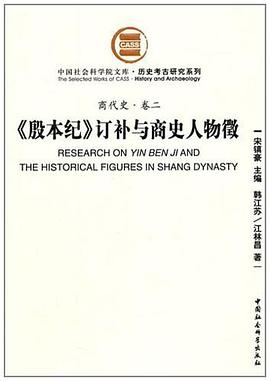 CASS
中国社会科学院文库·历史考古研究系列
The Selected Works of CASS · History and Archaeology
商代史·卷二
《殷本纪》订补与商史人物徵
RESEARCH ON YIN BEN JI AND
THE HISTORICAL FIGURES IN SHANG DYNASTY
宋镇豪 主编 韩江苏/江林昌 著
中国社会科学出版社